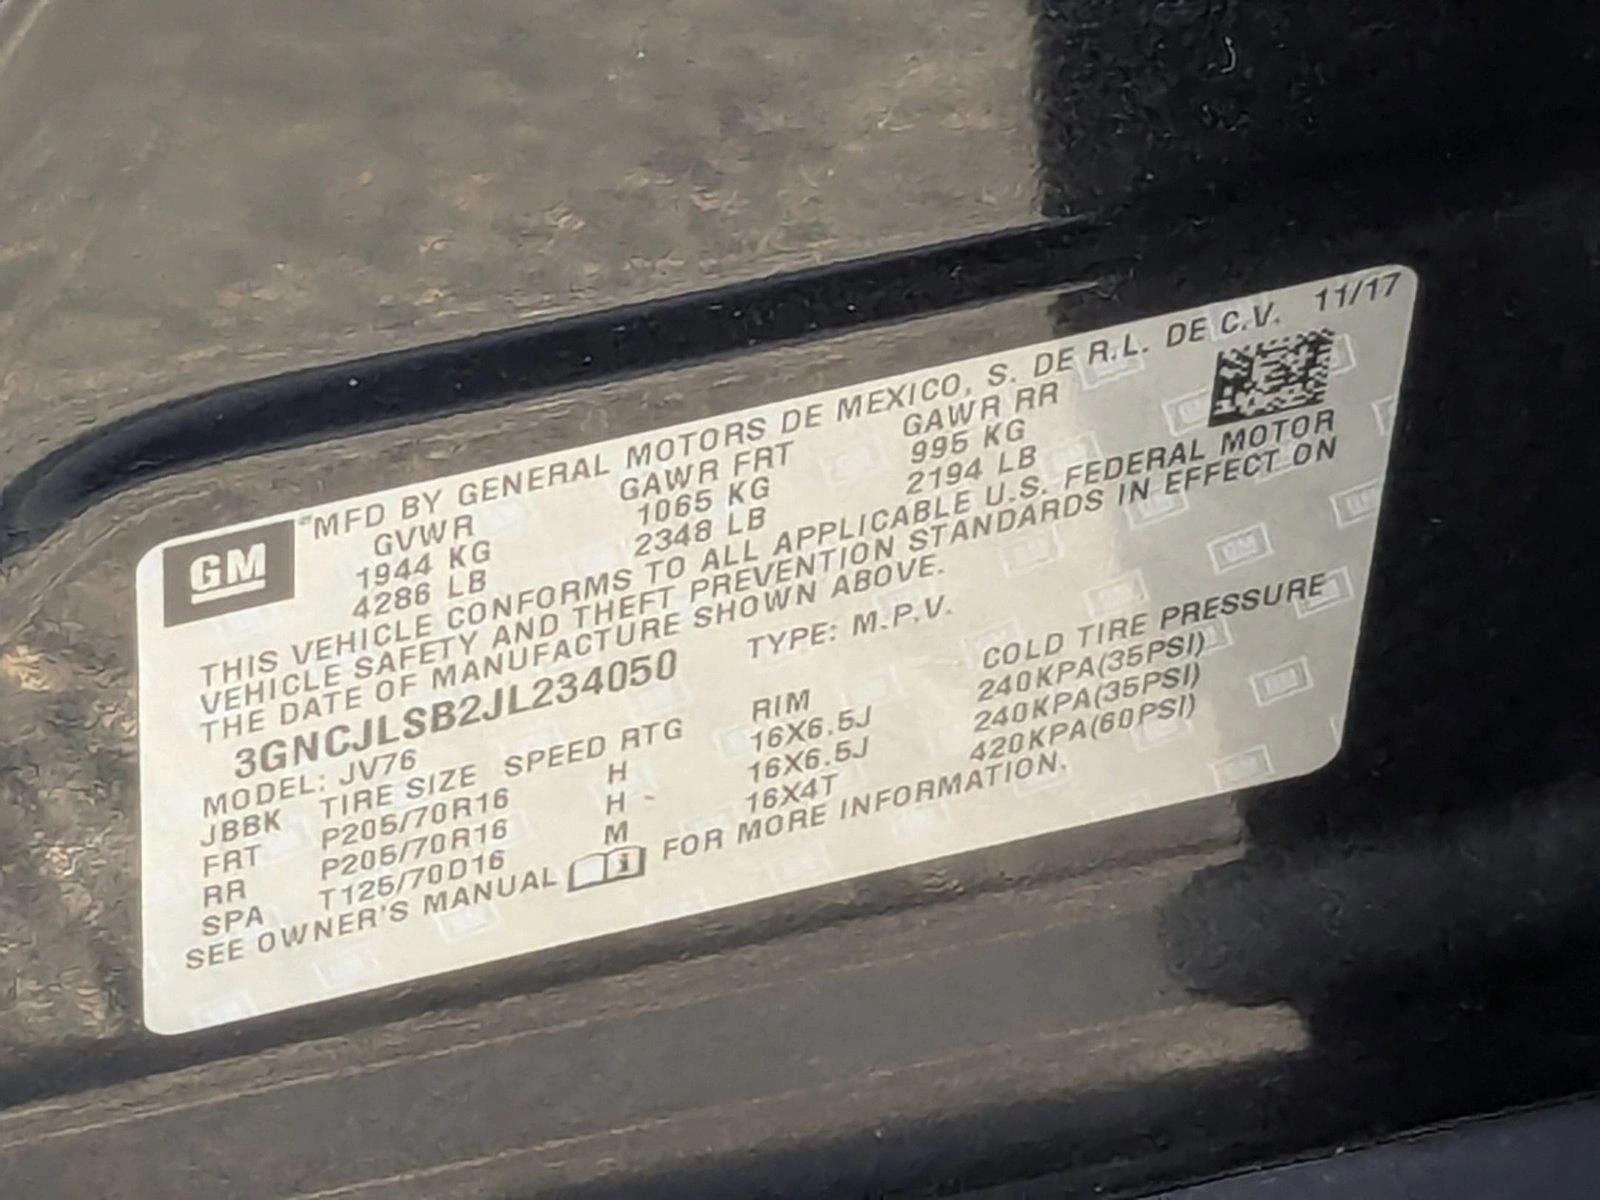 "MFD BY GENERAL MOTORS DE MEXICO, S. DE R.L. DE C.V. 11/17
GM
GVWR GAWR FRT GAWR RR
1944 KG 1065 KG 995 KG
4286 LB 2348 LB 2194 LB
THIS VEHICLE CONFORMS TO ALL APPLICABLE U.S. FEDERAL MOTOR
VEHICLE SAFETY AND THEFT PREVENTION STANDARDS IN EFFECT ON
THE DATE OF MANUFACTURE SHOWN ABOVE.
3GNCJLSB2JL234050 TYPE: M.P.V.
MODEL: JV76
JBBK TIRE SIZE SPEED RTG RIM COLD TIRE PRESSURE
FRT P205/70R16 H 16X6.5J 240KPA(35PSI)
RR P205/70R16 H 16X6.5J 240KPA(35PSI)
SPA T125/70D16 M 16X4T 420KPA(60PSI)
SEE OWNER'S MANUAL FOR MORE INFORMATION.